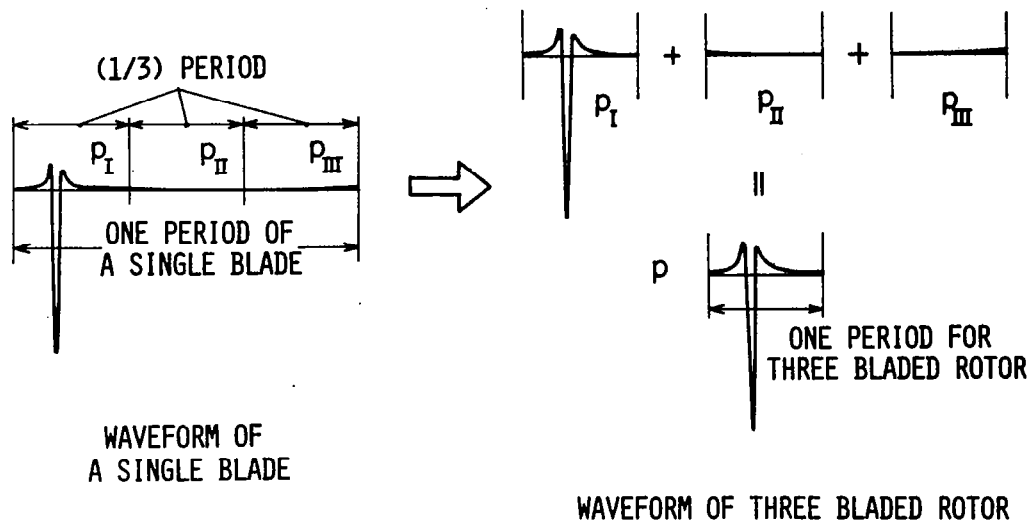 (1/3) PERIOD
p_I p_II p_III
ONE PERIOD OF
A SINGLE BLADE
WAVEFORM OF
A SINGLE BLADE
+ +
p_I p_II p_III
=
p
ONE PERIOD FOR
THREE BLADED ROTOR
WAVEFORM OF THREE BLADED ROTOR